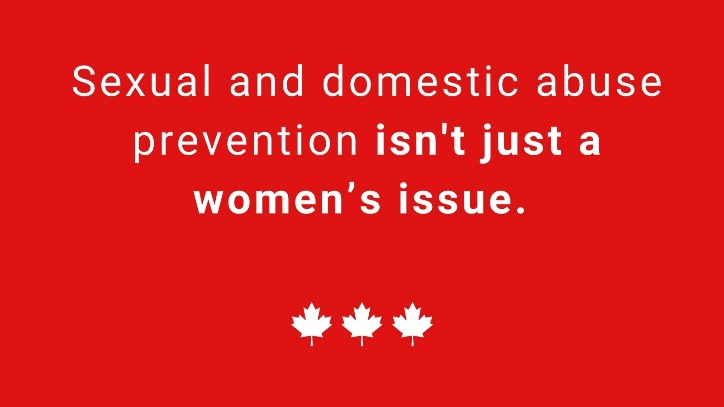 Sexual and domestic abuse
prevention isn't just a
women’s issue.